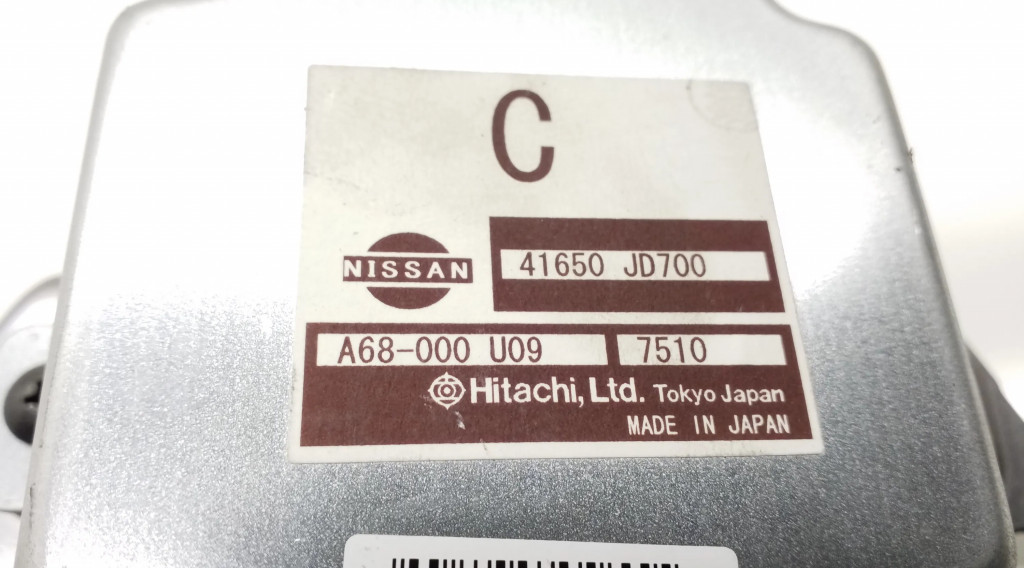 C
NISSAN
41650 JD700
A68-000 U09
7510
Hitachi, Ltd. Tokyo Japan
MADE IN JAPAN